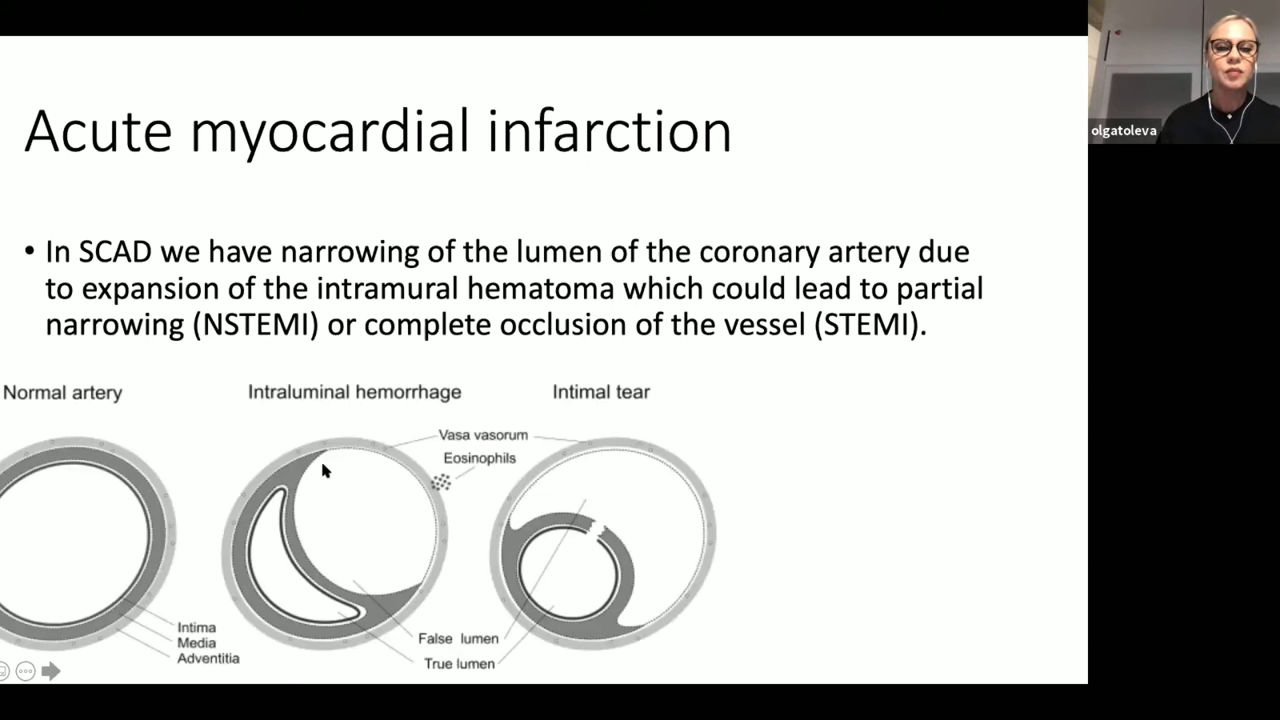 Acute myocardial infarction
olgatoleva
• In SCAD we have narrowing of the lumen of the coronary artery due
to expansion of the intramural hematoma which could lead to partial
narrowing (NSTEMI) or complete occlusion of the vessel (STEMI).
Normal artery
Intraluminal hemorrhage
Intimal tear
Vasa vasorum
Eosinophils
Intima
Media
Adventitia
False lumen
True lumen